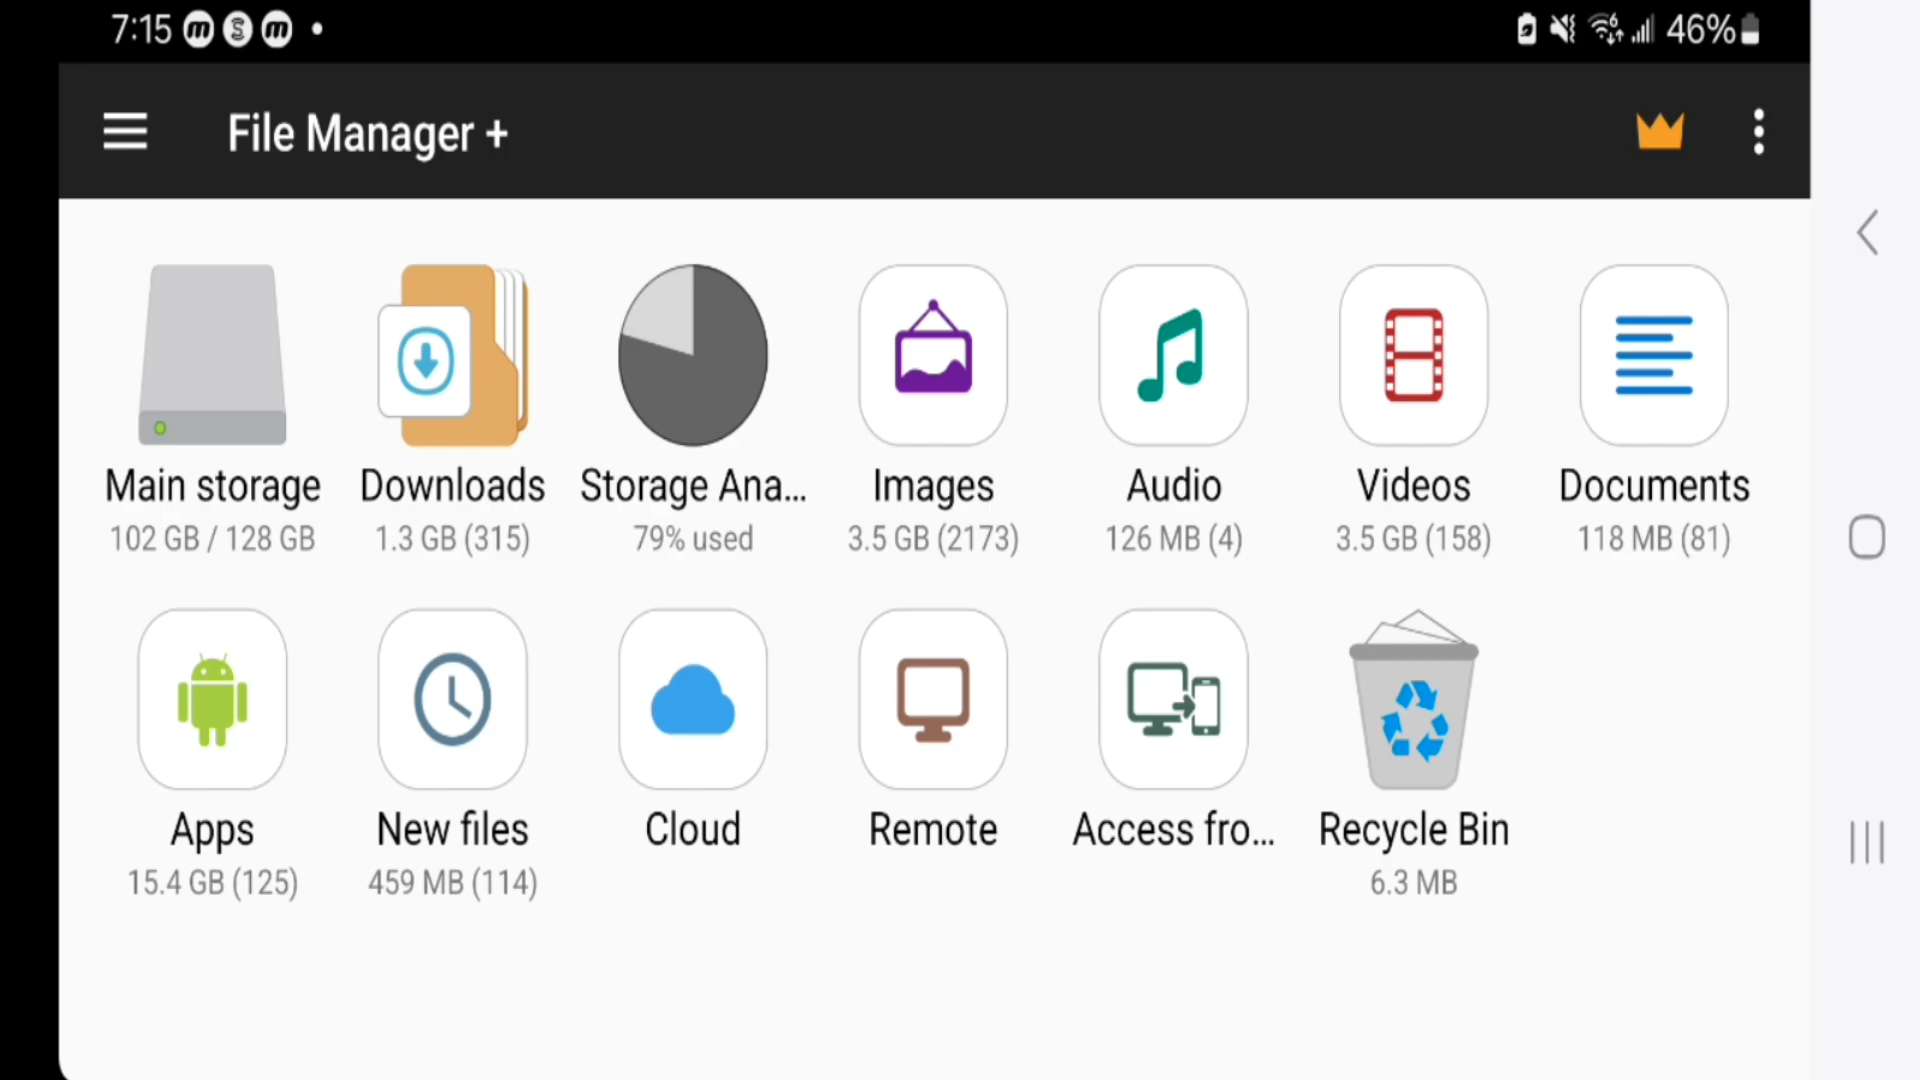 7:15
46%
File Manager +
Main storage
102 GB / 128 GB
Downloads
1.3 GB (315)
Storage Ana...
79% used
Images
3.5 GB (2173)
Audio
126 MB (4)
Videos
3.5 GB (158)
Documents
118 MB (81)
Apps
15.4 GB (125)
New files
459 MB (114)
Cloud
Remote
Access fro...
Recycle Bin
6.3 MB